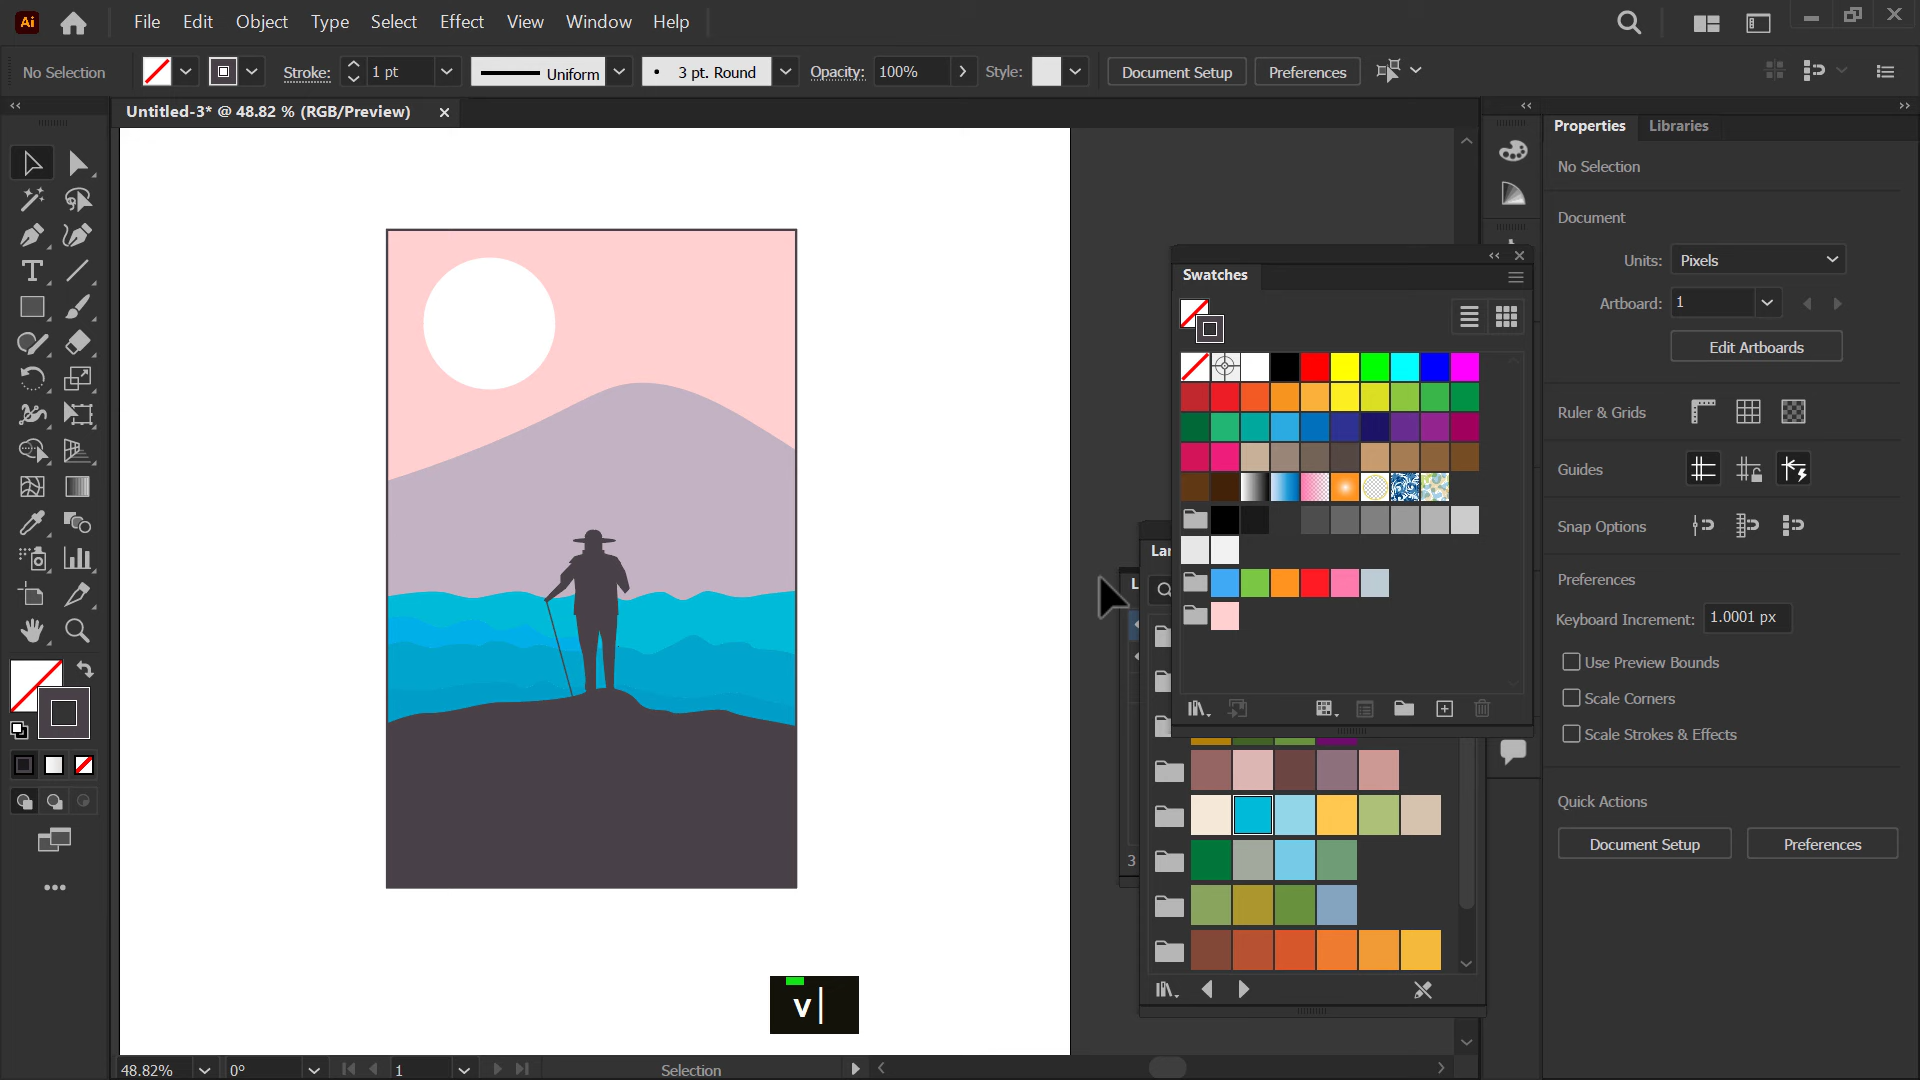 Ai File Edit Object Type Select Effect View Window Help
No Selection Stroke: 1 pt Uniform 3 pt. Round Opacity: 100% Style: Document Setup Preferences
Untitled-3* @ 48.82 % (RGB/Preview)
Properties Libraries
No Selection
Document
Units: Pixels
Artboard: 1
Edit Artboards
Ruler & Grids
Guides
Snap Options
Preferences
Keyboard Increment: 1.0001 px
Use Preview Bounds
Scale Corners
Scale Strokes & Effects
Quick Actions
Document Setup Preferences
Swatches
Lan
L
3
v
48.82% 0° 1 Selection